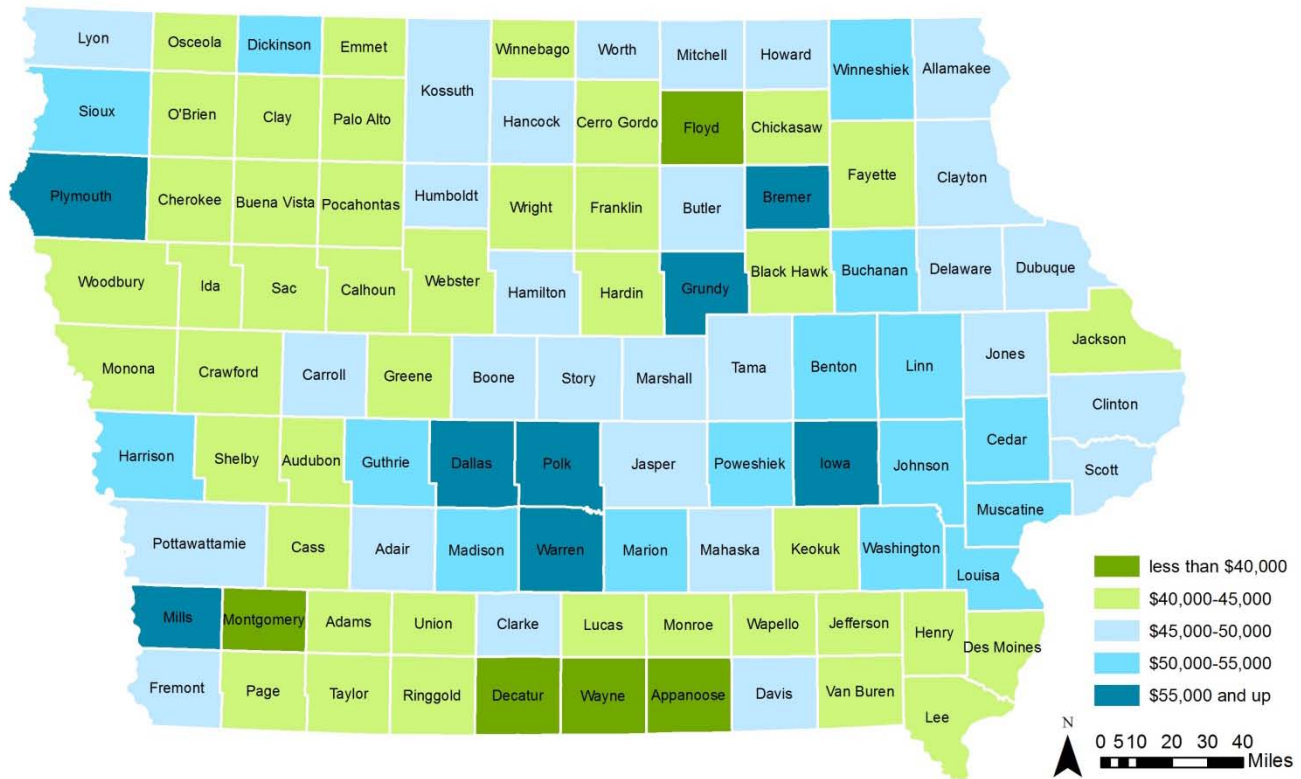 Lyon
Osceola
Dickinson
Emmet
Kossuth
Winnebago
Worth
Mitchell
Howard
Winneshiek
Allamakee
Sioux
O'Brien
Clay
Palo Alto
Hancock
Cerro Gordo
Floyd
Chickasaw
Plymouth
Cherokee
Buena Vista
Pocahontas
Humboldt
Wright
Franklin
Butler
Bremer
Fayette
Clayton
Woodbury
Ida
Sac
Calhoun
Webster
Hamilton
Hardin
Grundy
Black Hawk
Buchanan
Delaware
Dubuque
Monona
Crawford
Carroll
Greene
Boone
Story
Marshall
Tama
Benton
Linn
Jones
Jackson
Clinton
Harrison
Shelby
Audubon
Guthrie
Dallas
Polk
Jasper
Poweshiek
Iowa
Johnson
Cedar
Scott
Muscatine
Pottawattamie
Cass
Adair
Madison
Warren
Marion
Mahaska
Keokuk
Washington
Louisa
Mills
Montgomery
Adams
Union
Clarke
Lucas
Monroe
Wapello
Jefferson
Henry
Des Moines
Fremont
Page
Taylor
Ringgold
Decatur
Wayne
Appanoose
Davis
Van Buren
Lee
less than $40,000
$40,000-45,000
$45,000-50,000
$50,000-55,000
$55,000 and up
N
0 5 10 20 30 40
Miles